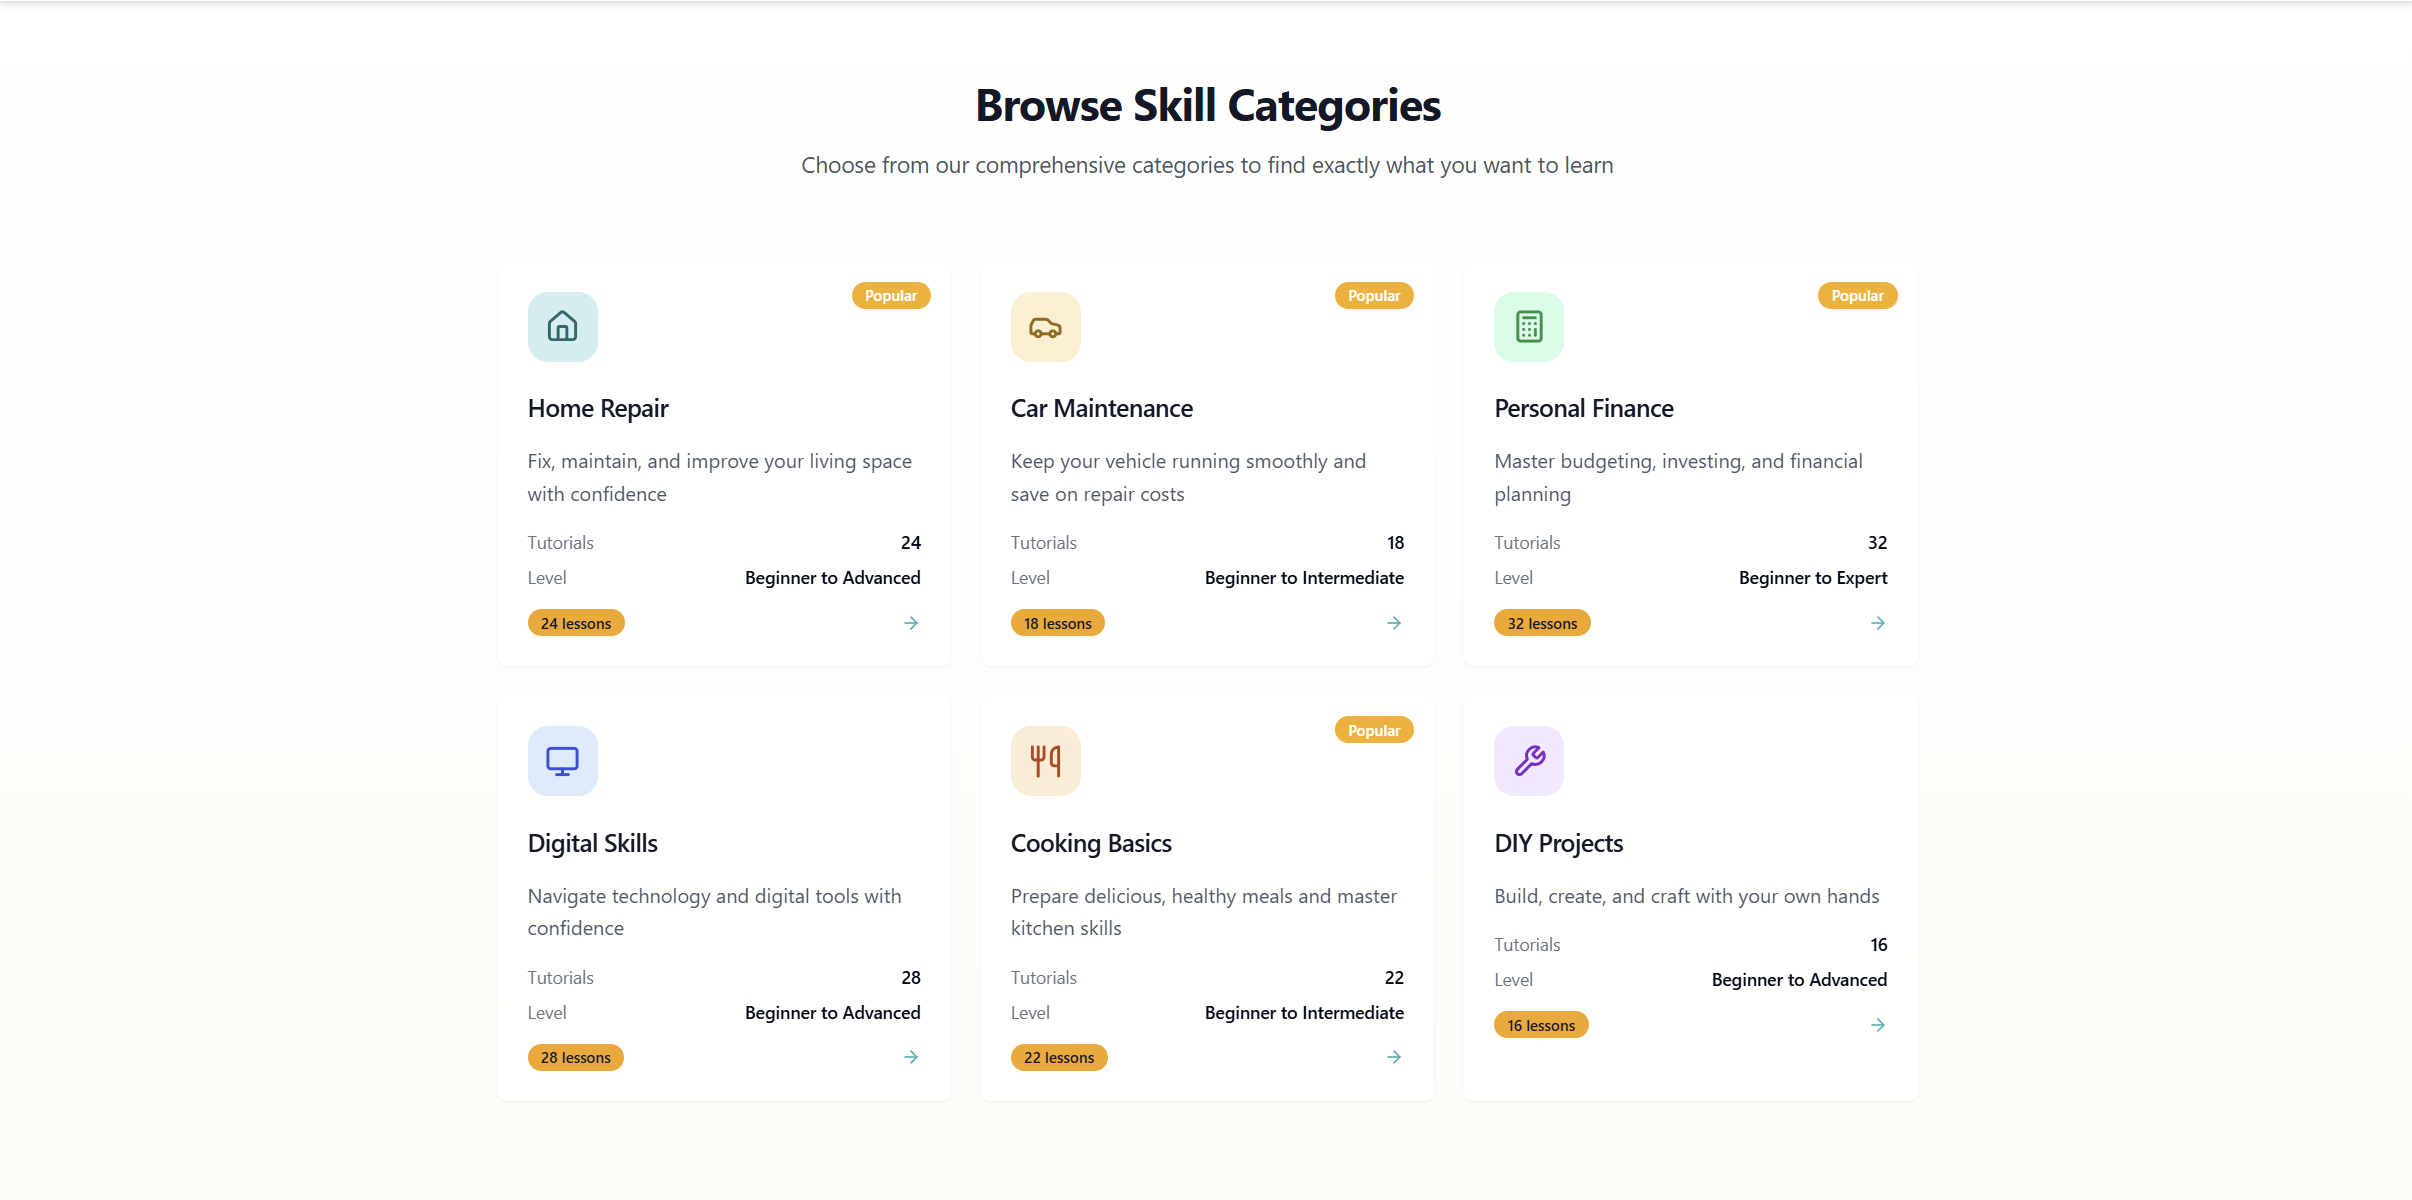 Browse Skill Categories
Choose from our comprehensive categories to find exactly what you want to learn
Popular
Home Repair
Fix, maintain, and improve your living space
with confidence
Tutorials 24
Level Beginner to Advanced
24 lessons
Popular
Car Maintenance
Keep your vehicle running smoothly and
save on repair costs
Tutorials 18
Level Beginner to Intermediate
18 lessons
Popular
Personal Finance
Master budgeting, investing, and financial
planning
Tutorials 32
Level Beginner to Expert
32 lessons
Digital Skills
Navigate technology and digital tools with
confidence
Tutorials 28
Level Beginner to Advanced
28 lessons
Popular
Cooking Basics
Prepare delicious, healthy meals and master
kitchen skills
Tutorials 22
Level Beginner to Intermediate
22 lessons
DIY Projects
Build, create, and craft with your own hands
Tutorials 16
Level Beginner to Advanced
16 lessons